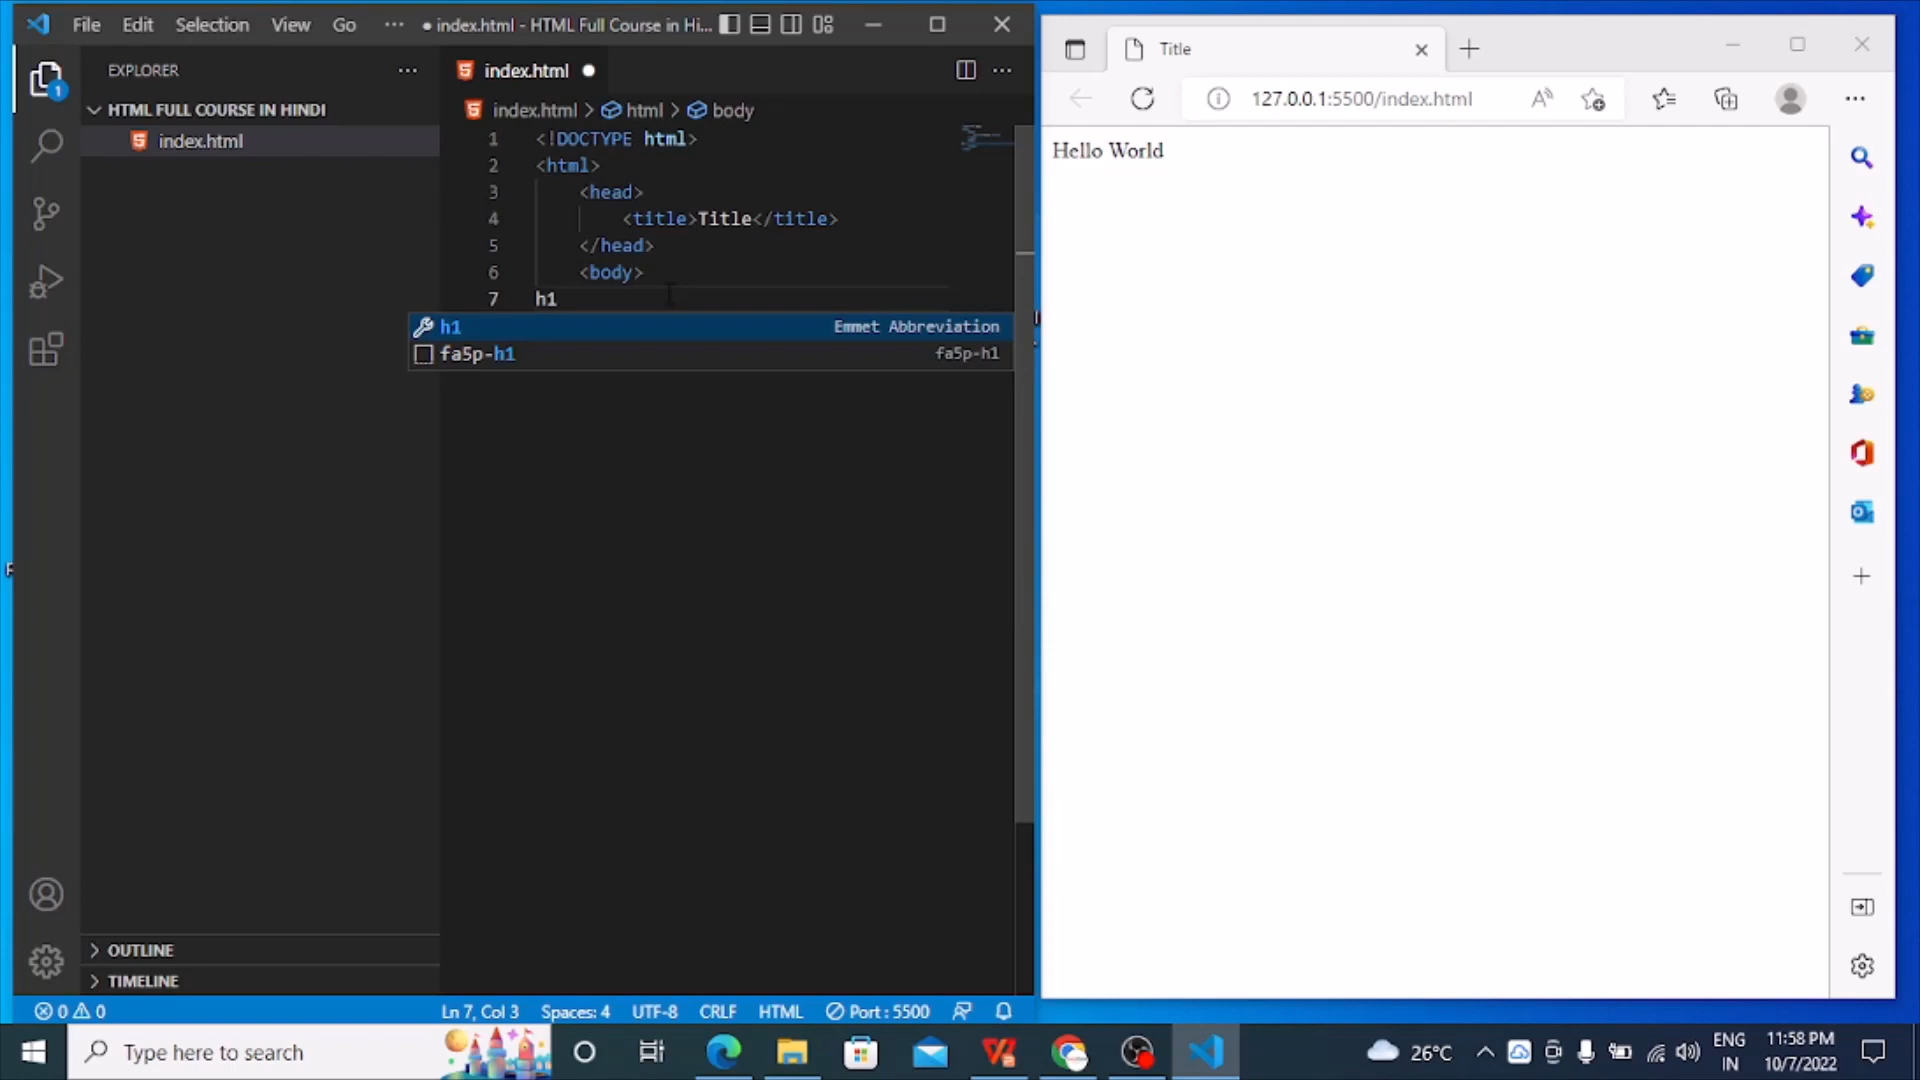 File Edit Selection View Go ··· ● index.html - HTML Full Course in Hi...
EXPLORER ···
HTML FULL COURSE IN HINDI
index.html
1
OUTLINE
TIMELINE
index.html ●
index.html > html > body
1 <!DOCTYPE html>
2 <html>
3 <head>
4 <title>Title</title>
5 </head>
6 <body>
7 h1
h1 Emmet Abbreviation
fa5p-h1 fa5p-h1
0 0 Ln 7, Col 3 Spaces: 4 UTF-8 CRLF HTML Port : 5500
Title
127.0.0.1:5500/index.html
Hello World
Type here to search
26°C
ENG
IN
11:58 PM
10/7/2022